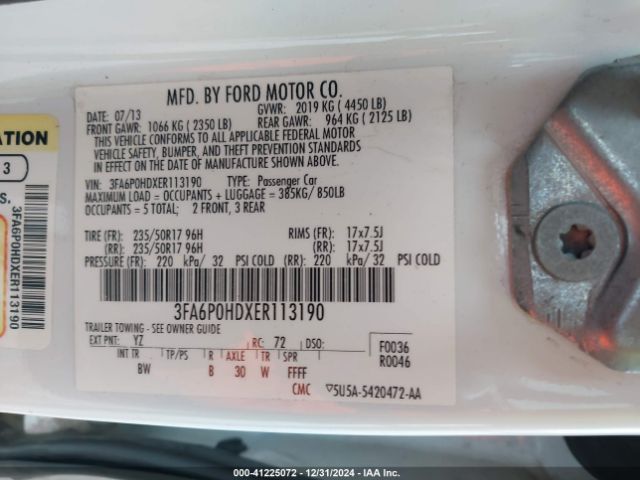 MFD. BY FORD MOTOR CO.
DATE: 07/13 GVWR: 2019 KG ( 4450 LB)
FRONT GAWR: 1066 KG ( 2350 LB) REAR GAWR: 964 KG ( 2125 LB)
THIS VEHICLE CONFORMS TO ALL APPLICABLE FEDERAL MOTOR
VEHICLE SAFETY, BUMPER, AND THEFT PREVENTION STANDARDS
IN EFFECT ON THE DATE OF MANUFACTURE SHOWN ABOVE.
VIN: 3FA6P0HDXER113190 TYPE: Passenger Car
MAXIMUM LOAD = OCCUPANTS + LUGGAGE = 385KG/ 850LB
OCCUPANTS = 5 TOTAL; 2 FRONT, 3 REAR
TIRE (FR): 235/50R17 96H RIMS (FR): 17x7.5J
(RR): 235/50R17 96H (RR): 17x7.5J
PRESSURE (FR): 220 kPa/ 32 PSI COLD (RR): 220 kPa/ 32 PSI COLD
3FA6P0HDXER113190
TRAILER TOWING - SEE OWNER GUIDE
EXT PNT: YZ RC: 72 DSO: F0036
INT TR TP/PS R AXLE TR SPR R0046
BW B 30 W FFFF
CMC ▽5U5A-5420472-AA
ATION
3
S.
3FA6P0HDXER113190
000-41225072 - 12/31/2024 - IAA Inc.